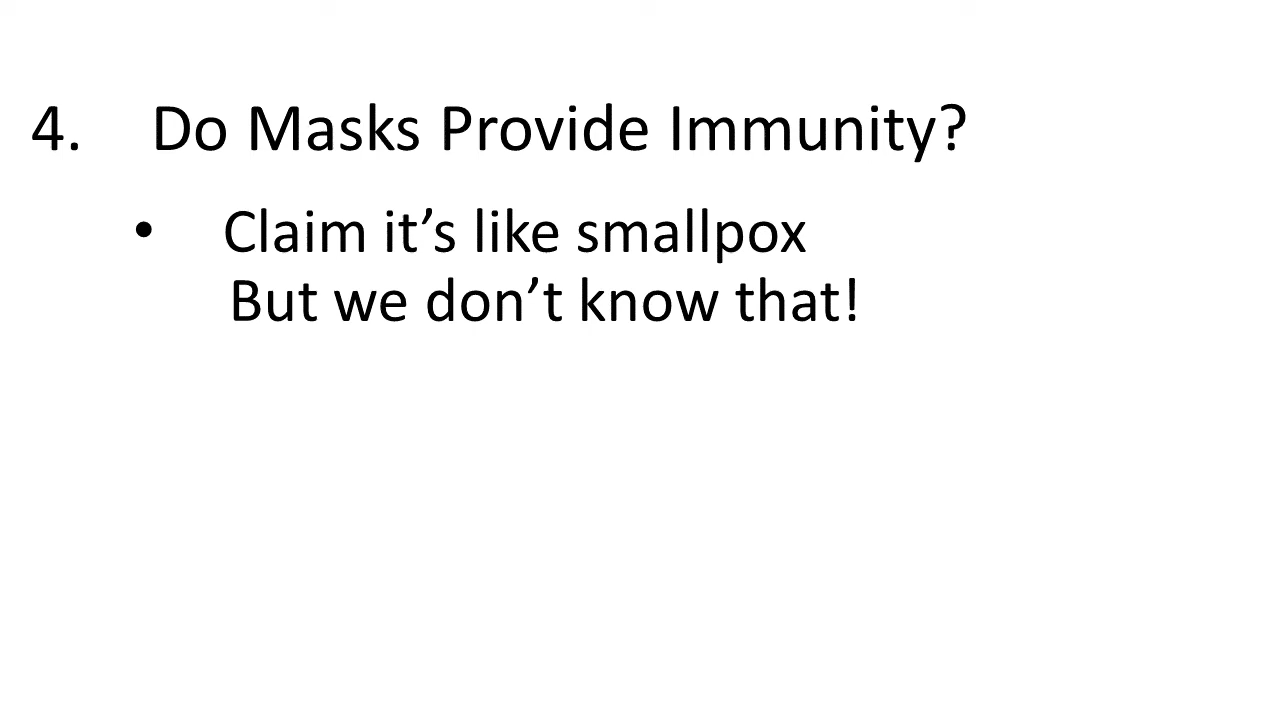 4. Do Masks Provide Immunity?
• Claim it’s like smallpox
But we don’t know that!